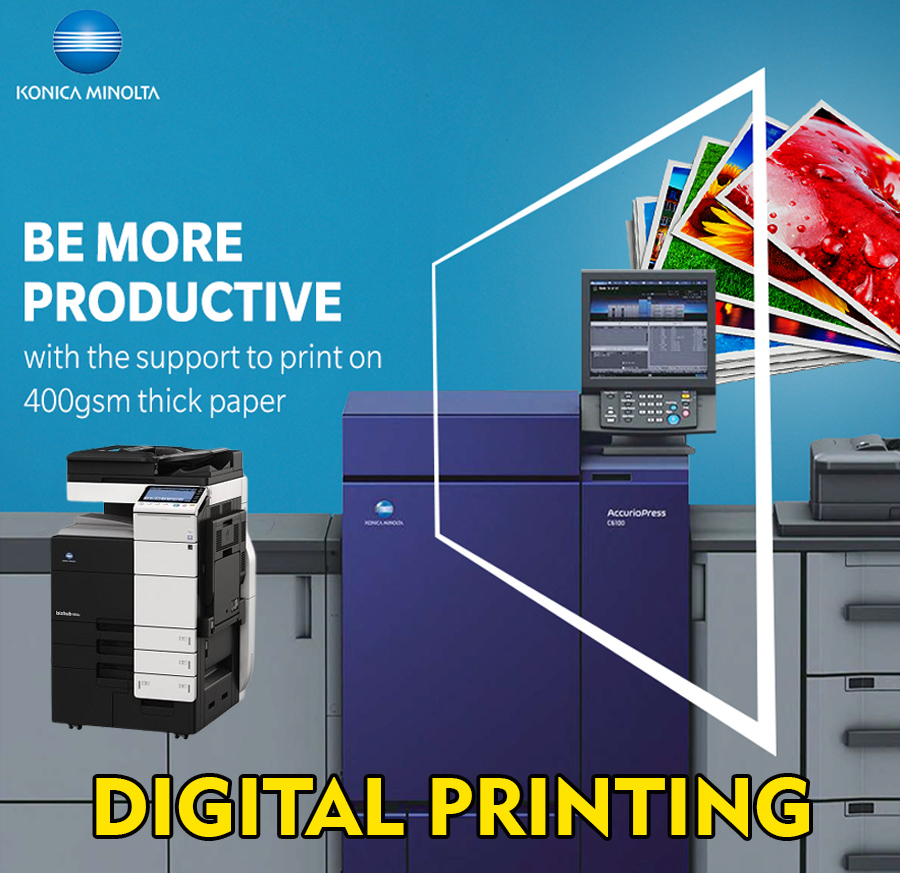 KONICA MINOLTA
BE MORE
PRODUCTIVE
with the support to print on
400gsm thick paper
KONICA MINOLTA
AccurioPress
C6100
bizhub
DIGITAL PRINTING